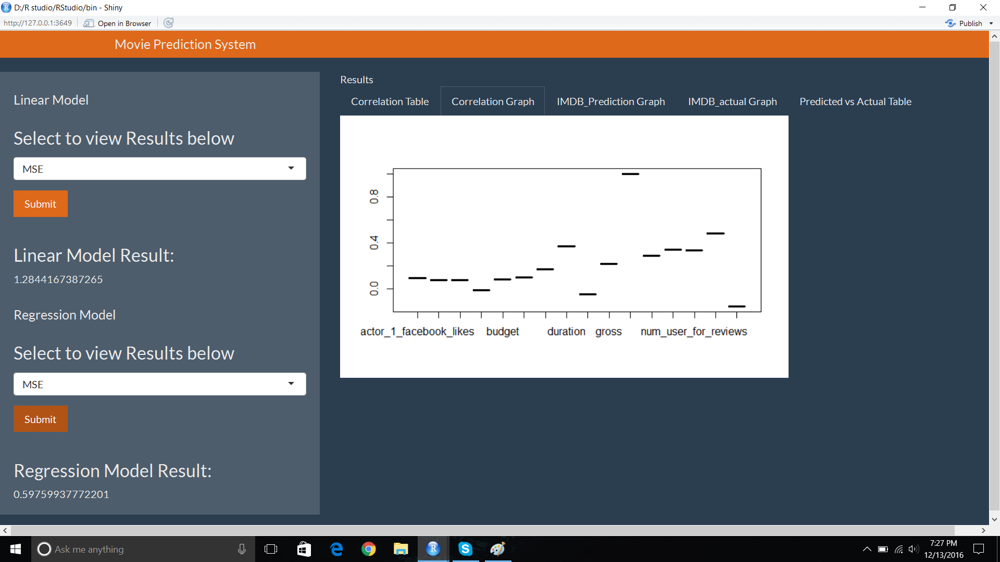 D:/R studio/RStudio/bin - Shiny
http://127.0.0.1:3649 Open in Browser Publish
Movie Prediction System
Linear Model
Select to view Results below
MSE
Submit
Linear Model Result:
1.2844167387265
Regression Model
Select to view Results below
MSE
Submit
Regression Model Result:
0.59759937772201
Results
Correlation Table Correlation Graph IMDB_Prediction Graph IMDB_actual Graph Predicted vs Actual Table
0.8
0.4
0.0
actor_1_facebook_likes budget duration gross num_user_for_reviews
Ask me anything
7:27 PM
12/13/2016